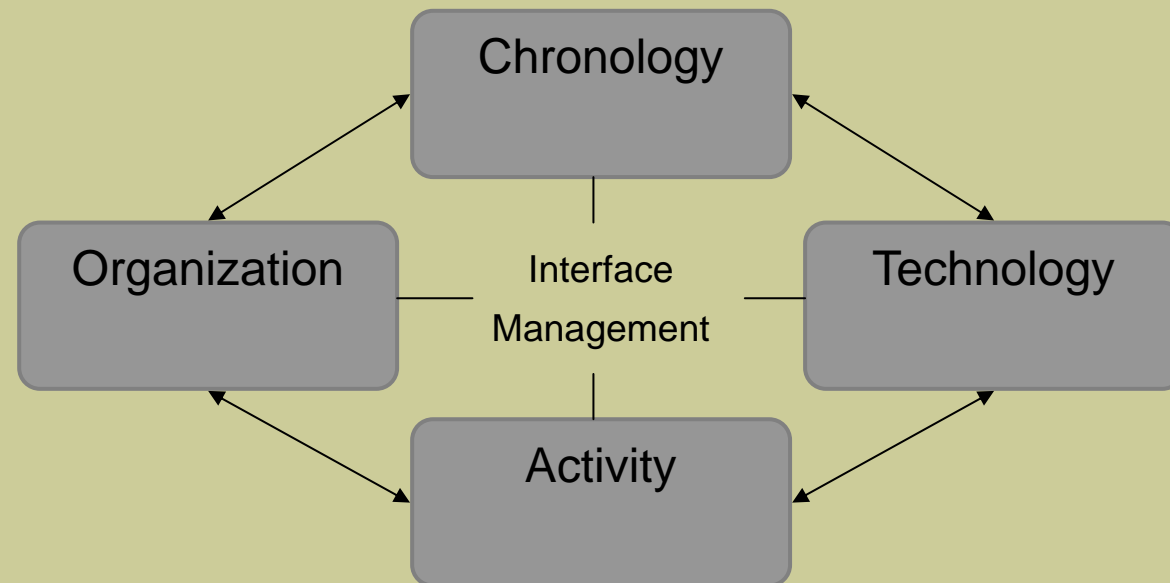 Chronology
Organization
Interface
Management
Technology
Activity